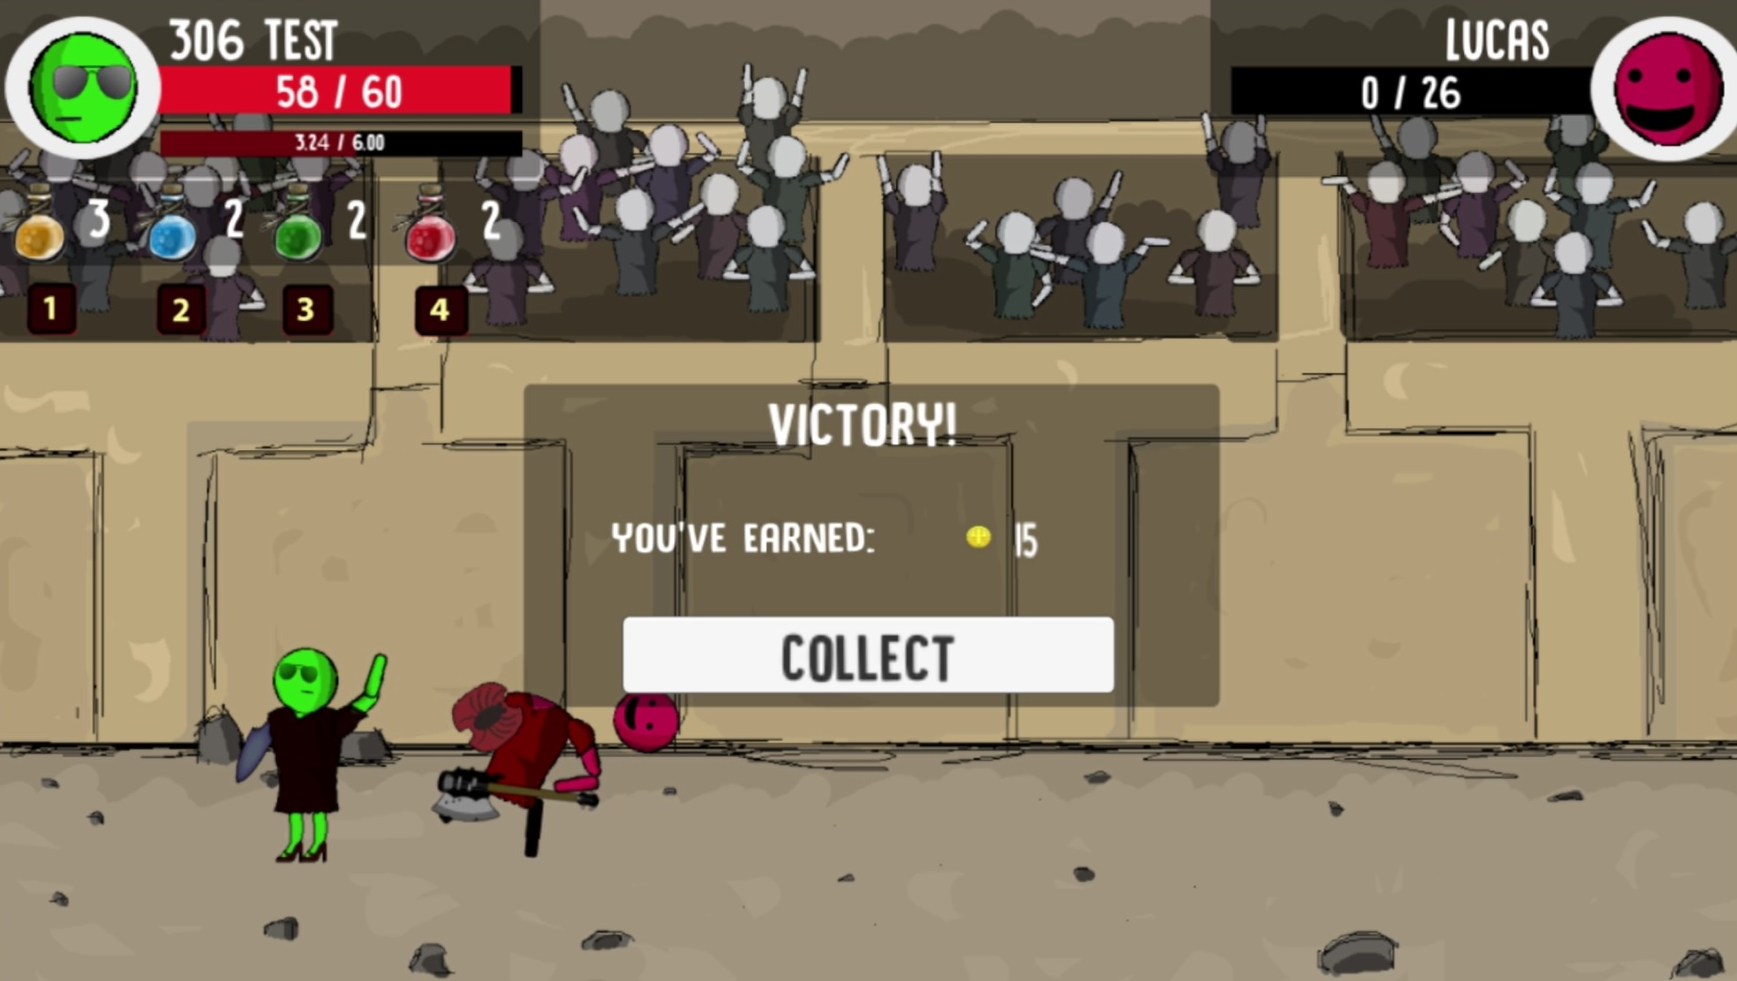 306 TEST
58 / 60
3.24 / 6.00
3 2 2 2
1 2 3 4
LUCAS
0 / 26
VICTORY!
YOU'VE EARNED: 15
COLLECT